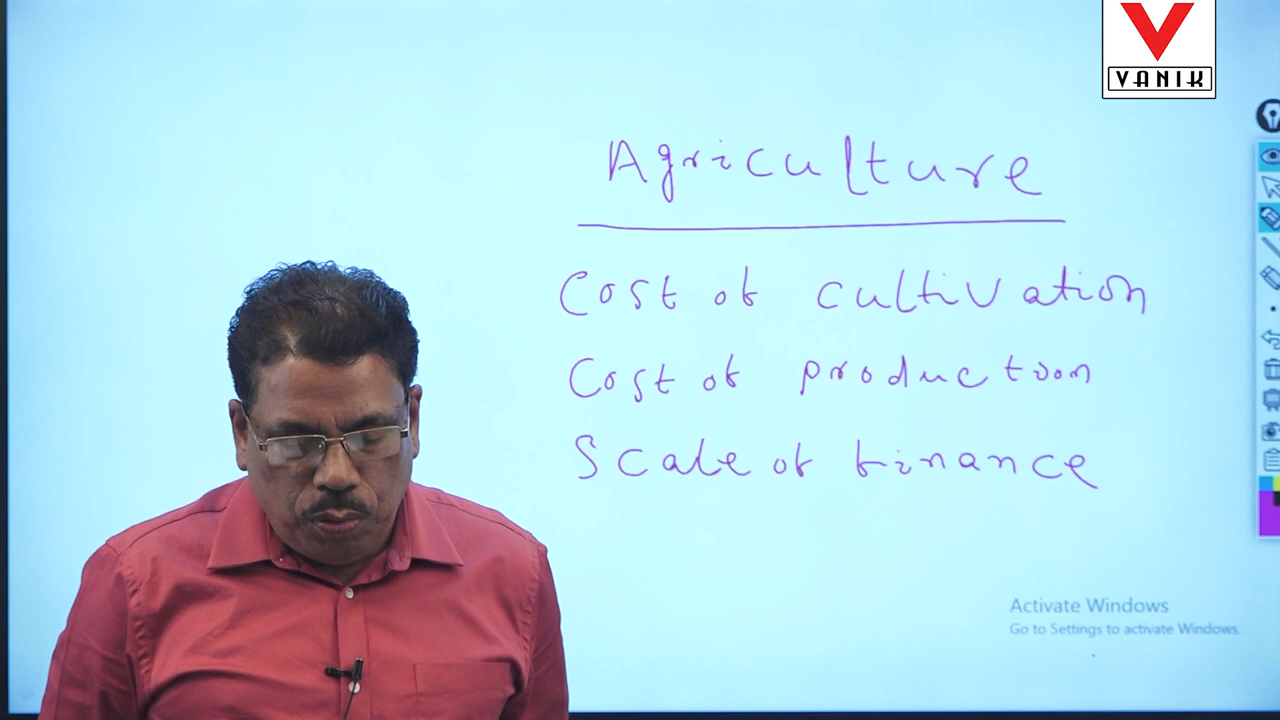 VANIK
Agriculture
Cost of cultivation
Cost of production
Scale of finance
Activate Windows
Go to Settings to activate Windows.